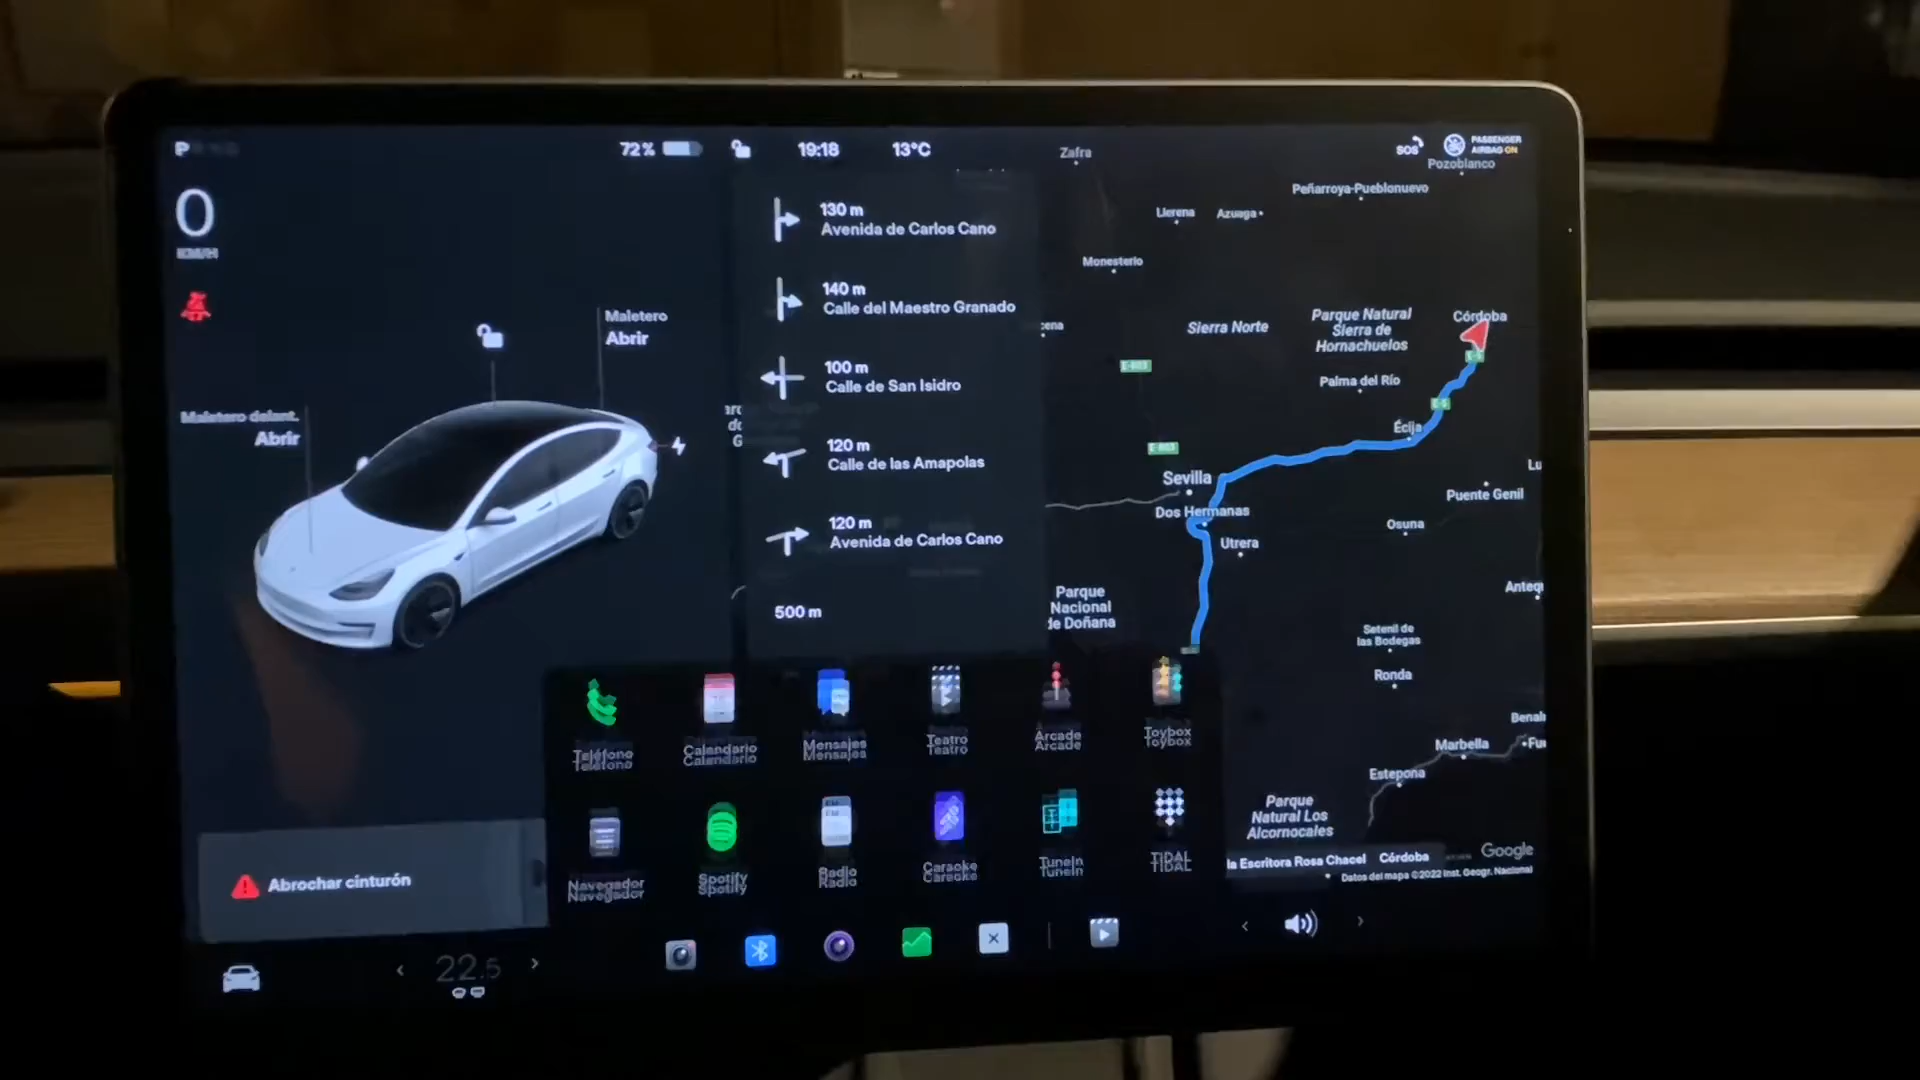 P
72 %
19:18
13°C
SOS
PASSENGER
AIRBAG ON
0
KM/H
Maletero
Abrir
Maletero delant.
Abrir
130 m
Avenida de Carlos Cano
140 m
Calle del Maestro Granado
100 m
Calle de San Isidro
120 m
Calle de las Amapolas
120 m
Avenida de Carlos Cano
500 m
Zafra
Pozoblanco
Peñarroya-Pueblonuevo
Llerena
Azuaga
Monesterio
Sierra Norte
Parque Natural
Sierra de
Hornachuelos
Córdoba
E-803
Palma del Río
E-5
E-5
Écija
E-803
Sevilla
Puente Genil
Dos Hermanas
Osuna
Utrera
Parque
Nacional
de Doñana
Setenil de
las Bodegas
Ronda
Marbella
Estepona
Parque
Natural Los
Alcornocales
la Escritora Rosa Chacel
Córdoba
Google
Datos del mapa ©2022 Inst. Geogr. Nacional
Teléfono
Calendario
Mensajes
Teatro
Arcade
Toybox
Navegador
Spotify
Radio
Caraoke
TuneIn
TIDAL
Abrochar cinturón
22.5